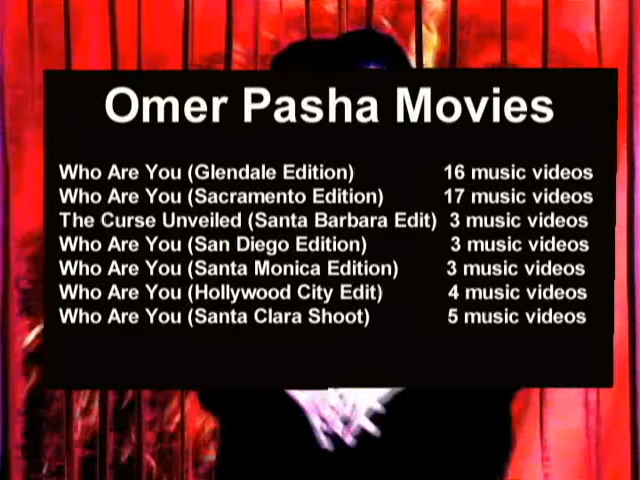 Omer Pasha Movies
Who Are You (Glendale Edition) 16 music videos
Who Are You (Sacramento Edition) 17 music videos
The Curse Unveiled (Santa Barbara Edit) 3 music videos
Who Are You (San Diego Edition) 3 music videos
Who Are You (Santa Monica Edition) 3 music videos
Who Are You (Hollywood City Edit) 4 music videos
Who Are You (Santa Clara Shoot) 5 music videos